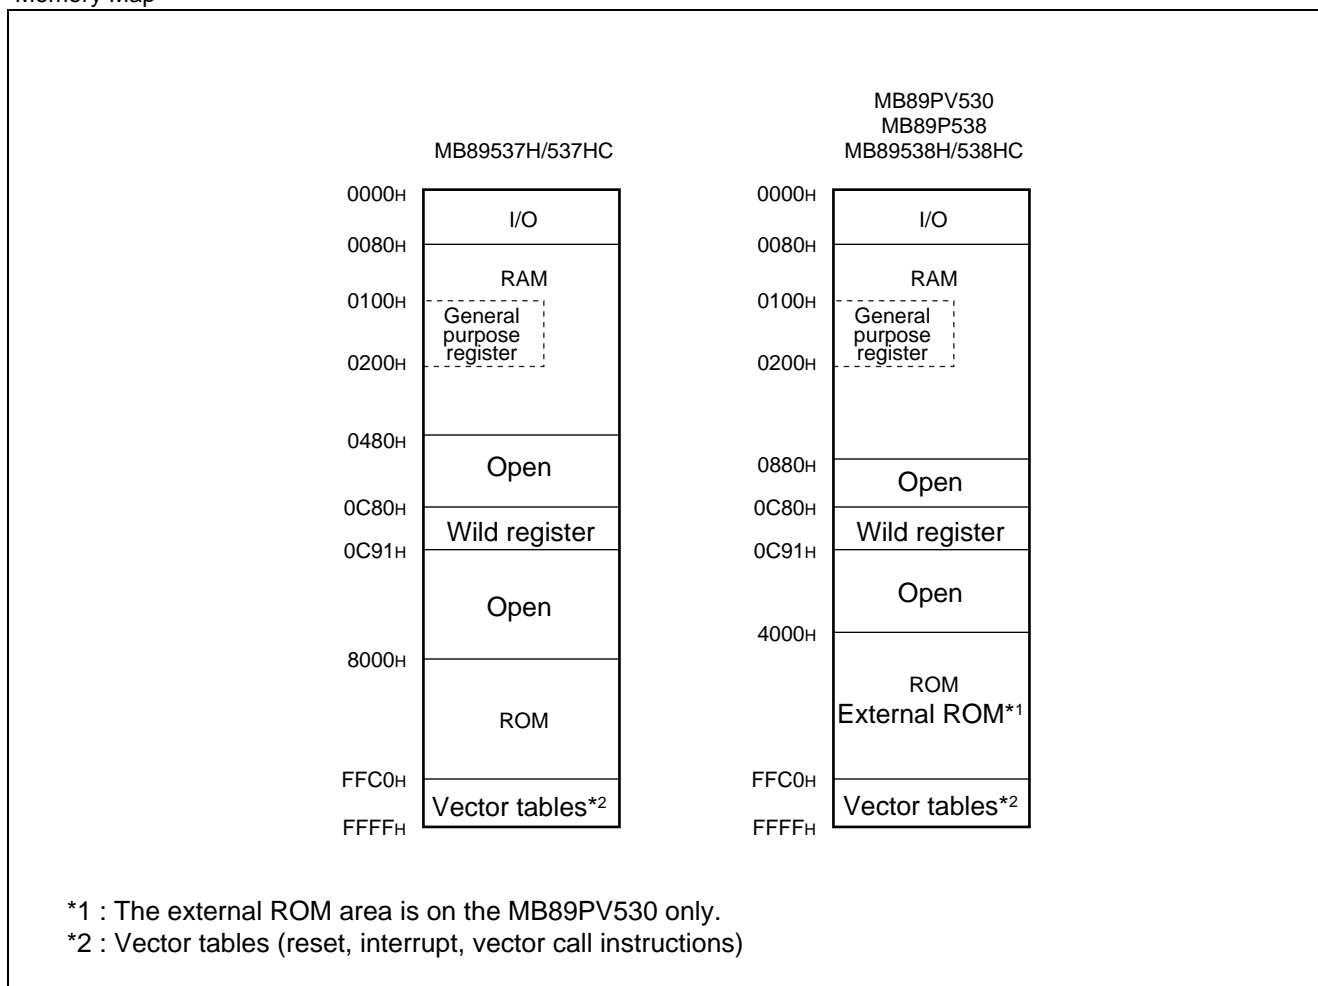 Memory Map
MB89537H/537HC
0000H
I/O
0080H
RAM
0100H
General
purpose
register
0200H
0480H
Open
0C80H
Wild register
0C91H
Open
8000H
ROM
FFC0H
Vector tables*2
FFFFH
MB89PV530
MB89P538
MB89538H/538HC
0000H
I/O
0080H
RAM
0100H
General
purpose
register
0200H
0880H
Open
0C80H
Wild register
0C91H
Open
4000H
ROM
External ROM*1
FFC0H
Vector tables*2
FFFFH
*1 : The external ROM area is on the MB89PV530 only.
*2 : Vector tables (reset, interrupt, vector call instructions)